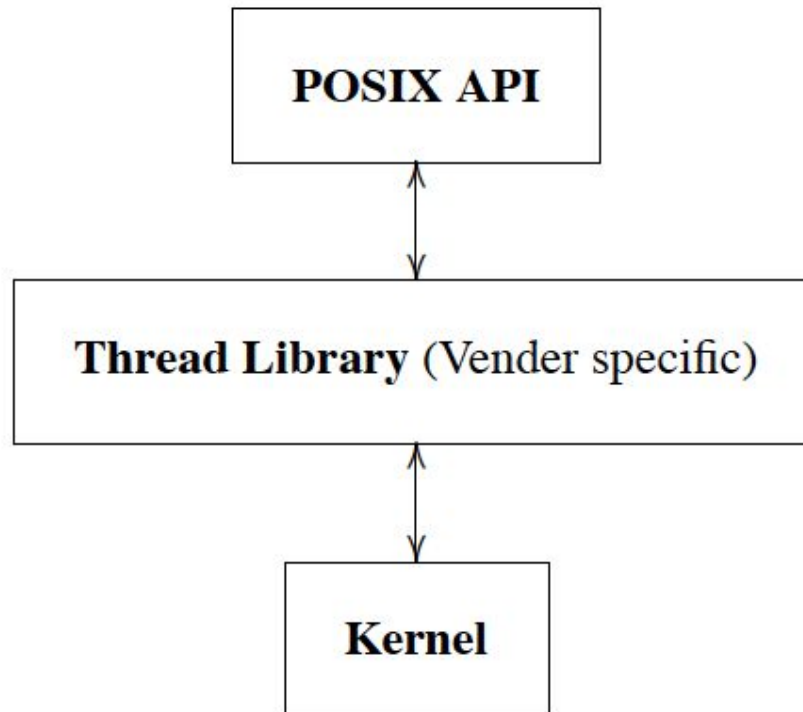 POSIX API
Thread Library (Vender specific)
Kernel